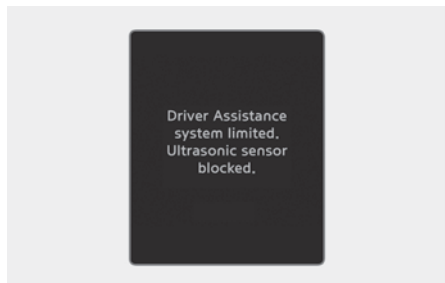 Driver Assistance
system limited.
Ultrasonic sensor
blocked.